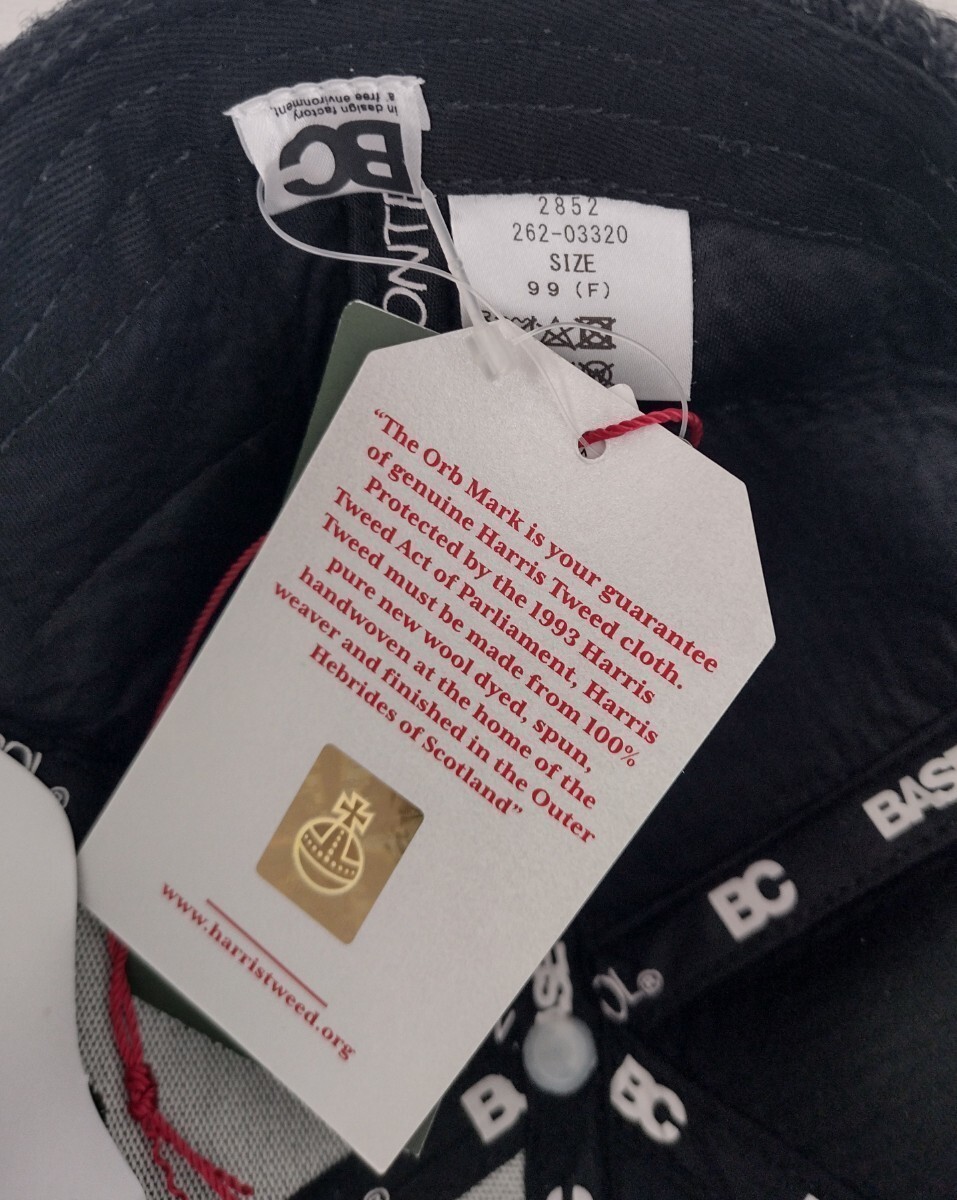 BC
in design factory
a free environment,
2852
262-03320
SIZE
99 (F)
“The Orb Mark is your guarantee
of genuine Harris Tweed cloth.
Protected by the 1993 Harris
Tweed Act of Parliament, Harris
Tweed must be made from 100%
pure new wool dyed, spun,
handwoven at the home of the
weaver and finished in the Outer
Hebrides of Scotland”
www.harristweed.org
BC
BC